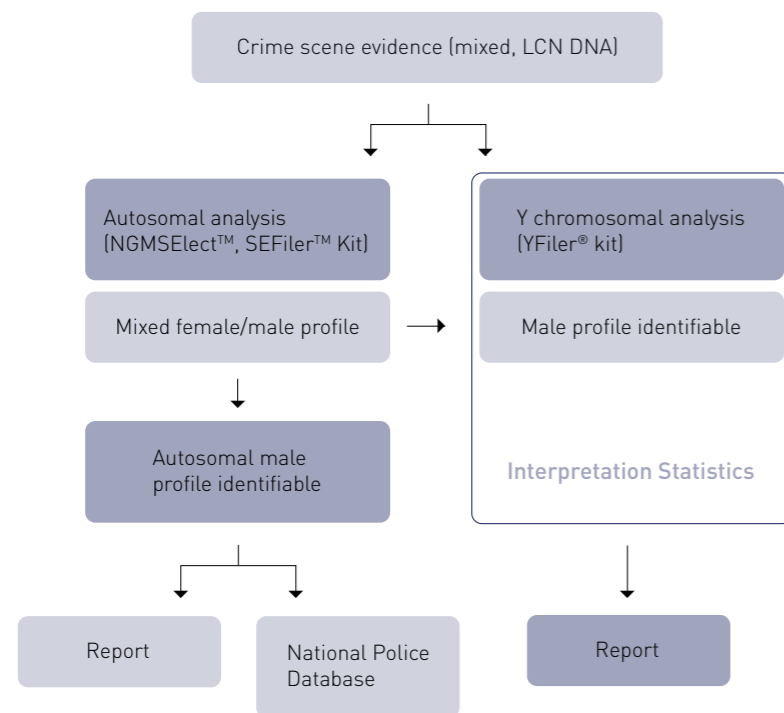 Crime scene evidence (mixed, LCN DNA)
Autosomal analysis
(NGMSElect™, SEFiler™ Kit)
Mixed female/male profile
Autosomal male
profile identifiable
Report
National Police
Database
Y chromosomal analysis
(YFiler® kit)
Male profile identifiable
Interpretation Statistics
Report